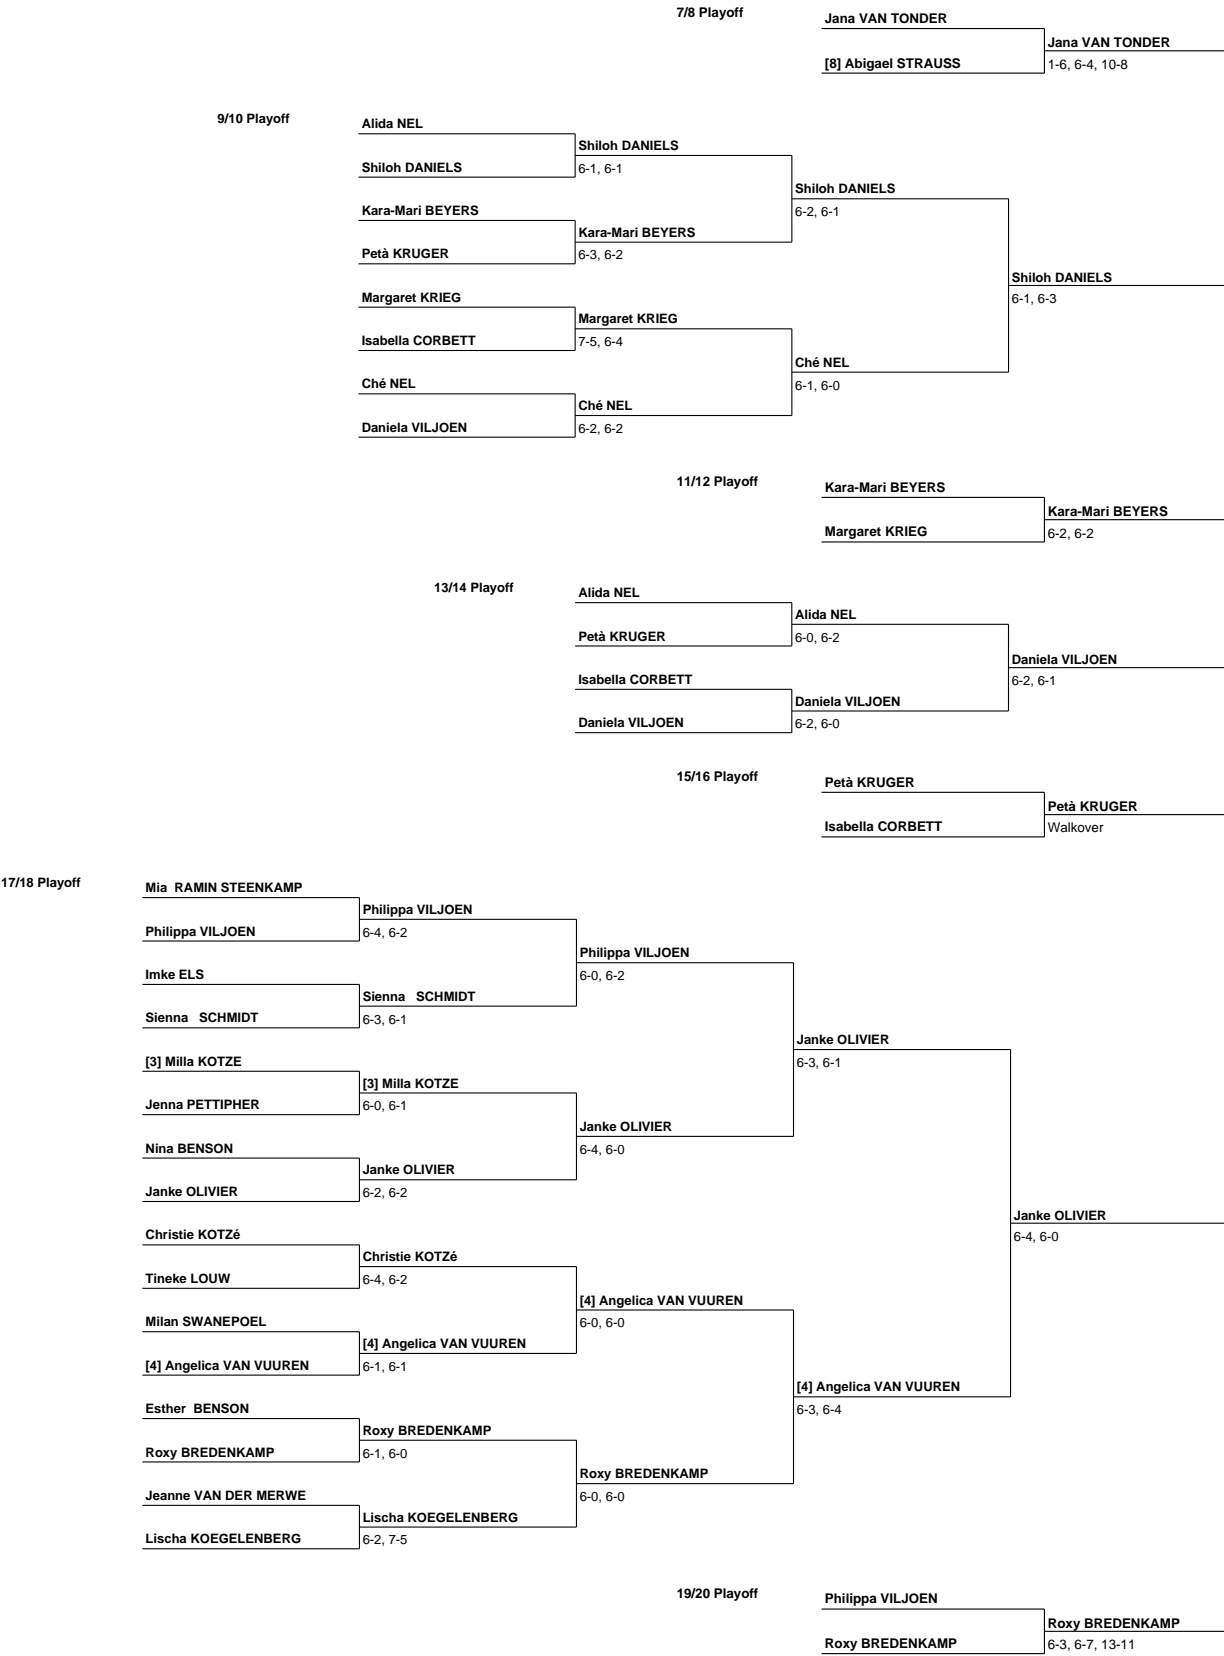 7/8 Playoff
Jana VAN TONDER
Jana VAN TONDER
[8] Abigael STRAUSS
1-6, 6-4, 10-8
9/10 Playoff
Alida NEL
Shiloh DANIELS
Shiloh DANIELS
6-1, 6-1
Shiloh DANIELS
Kara-Mari BEYERS
6-2, 6-1
Kara-Mari BEYERS
Petà KRUGER
6-3, 6-2
Shiloh DANIELS
Margaret KRIEG
6-1, 6-3
Margaret KRIEG
Isabella CORBETT
7-5, 6-4
Ché NEL
Ché NEL
6-1, 6-0
Ché NEL
Daniela VILJOEN
6-2, 6-2
11/12 Playoff
Kara-Mari BEYERS
Kara-Mari BEYERS
Margaret KRIEG
6-2, 6-2
13/14 Playoff
Alida NEL
Alida NEL
Petà KRUGER
6-0, 6-2
Daniela VILJOEN
Isabella CORBETT
6-2, 6-1
Daniela VILJOEN
Daniela VILJOEN
6-2, 6-0
15/16 Playoff
Petà KRUGER
Petà KRUGER
Isabella CORBETT
Walkover
17/18 Playoff
Mia RAMIN STEENKAMP
Philippa VILJOEN
Philippa VILJOEN
6-4, 6-2
Philippa VILJOEN
Imke ELS
6-0, 6-2
Sienna SCHMIDT
Sienna SCHMIDT
6-3, 6-1
Janke OLIVIER
[3] Milla KOTZE
6-3, 6-1
[3] Milla KOTZE
Jenna PETTIPHER
6-0, 6-1
Janke OLIVIER
Nina BENSON
6-4, 6-0
Janke OLIVIER
Janke OLIVIER
6-2, 6-2
Janke OLIVIER
Christie KOTZé
6-4, 6-0
Christie KOTZé
Tineke LOUW
6-4, 6-2
[4] Angelica VAN VUUREN
Milan SWANEPOEL
6-0, 6-0
[4] Angelica VAN VUUREN
[4] Angelica VAN VUUREN
6-1, 6-1
[4] Angelica VAN VUUREN
Esther BENSON
6-3, 6-4
Roxy BREDENKAMP
Roxy BREDENKAMP
6-1, 6-0
Roxy BREDENKAMP
Jeanne VAN DER MERWE
6-0, 6-0
Lischa KOEGELENBERG
Lischa KOEGELENBERG
6-2, 7-5
19/20 Playoff
Philippa VILJOEN
Roxy BREDENKAMP
Roxy BREDENKAMP
6-3, 6-7, 13-11